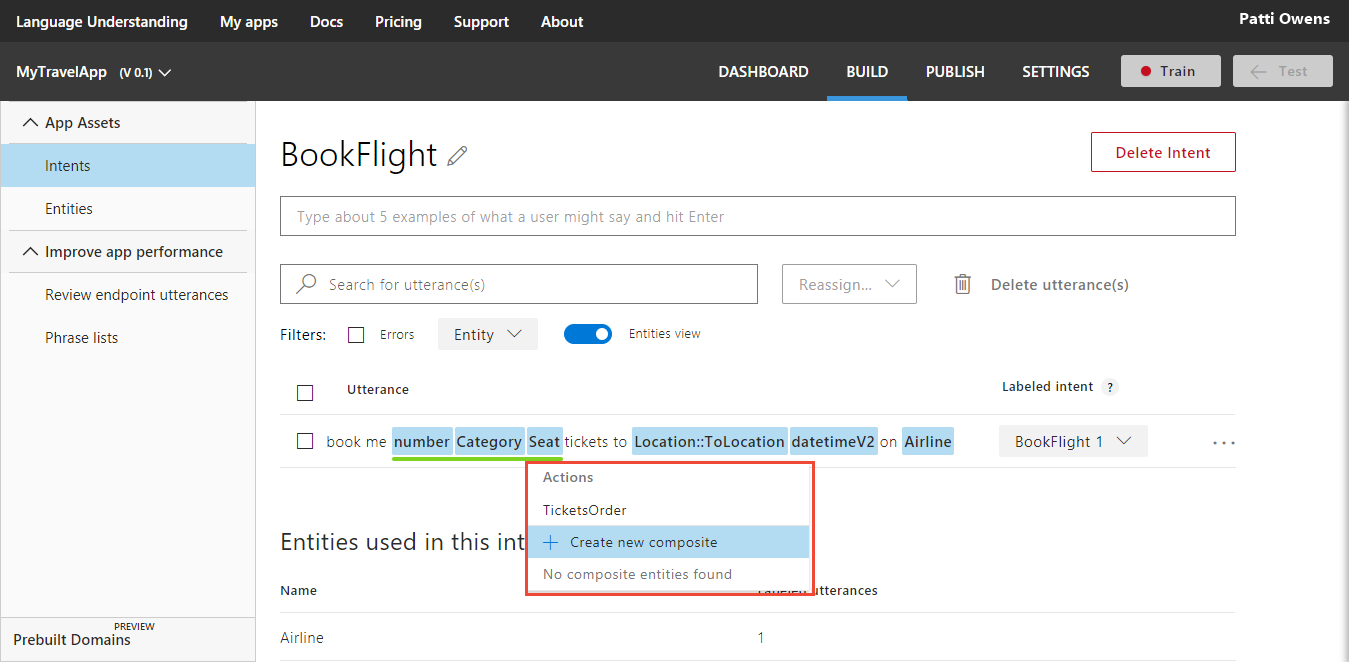 Language Understanding My apps Docs Pricing Support About Patti Owens
MyTravelApp (V 0.1) DASHBOARD BUILD PUBLISH SETTINGS Train Test
App Assets
Intents
Entities
Improve app performance
Review endpoint utterances
Phrase lists
PREVIEW
Prebuilt Domains
BookFlight Delete Intent
Type about 5 examples of what a user might say and hit Enter
Search for utterance(s) Reassign... Delete utterance(s)
Filters: Errors Entity Entities view
Utterance Labeled intent ?
book me number Category Seat tickets to Location::ToLocation datetimeV2 on Airline BookFlight 1 ...
Actions
TicketsOrder
+ Create new composite
No composite entities found
Entities used in this int
Name Labeled utterances
Airline 1